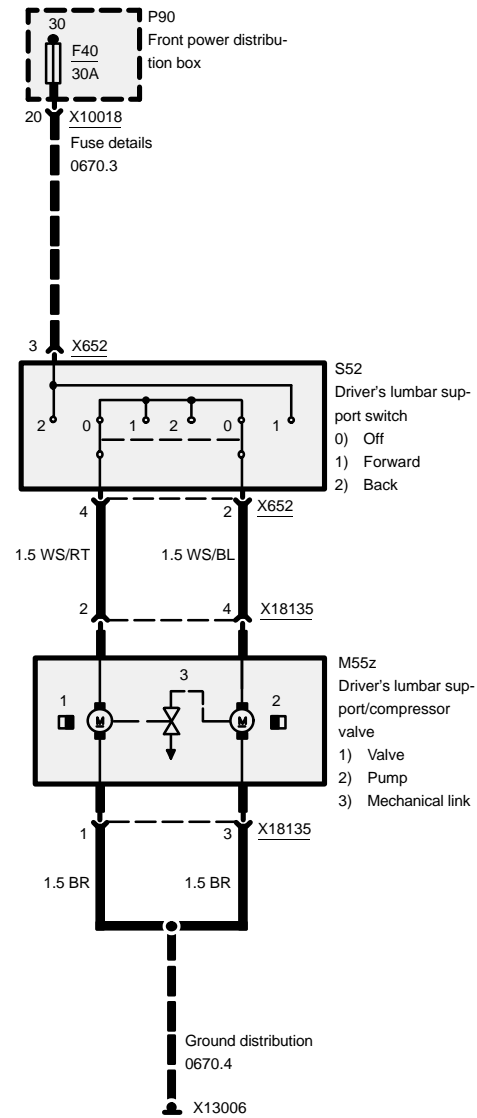 30
P90
Front power distribu-
tion box
F40
30A
20
X10018
Fuse details
0670.3
3
X652
S52
Driver's lumbar sup-
port switch
0) Off
1) Forward
2) Back
2
0
1
2
0
1
4
2
X652
1.5 WS/RT
1.5 WS/BL
2
4
X18135
M55z
Driver's lumbar sup-
port/compressor
valve
1) Valve
2) Pump
3) Mechanical link
3
1
2
M
M
1
3
X18135
1.5 BR
1.5 BR
Ground distribution
0670.4
X13006